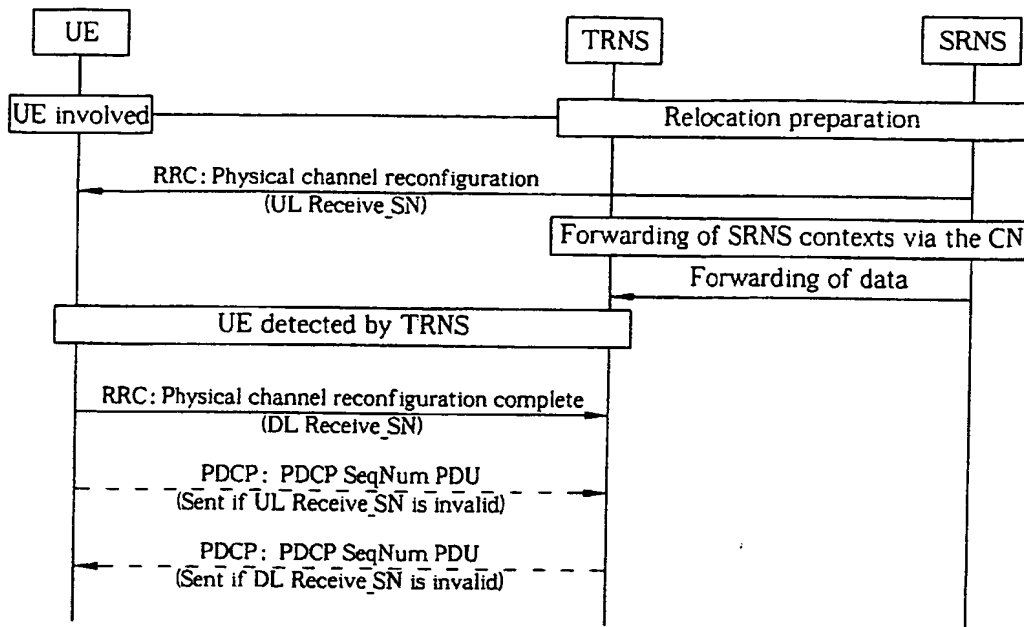 UE
TRNS
SRNS
UE involved
Relocation preparation
RRC: Physical channel reconfiguration
(UL Receive_SN)
Forwarding of SRNS contexts via the CN
Forwarding of data
UE detected by TRNS
RRC: Physical channel reconfiguration complete
(DL Receive_SN)
PDCP: PDCP SeqNum PDU
(Sent if UL Receive_SN is invalid)
PDCP: PDCP SeqNum PDU
(Sent if DL Receive_SN is invalid)